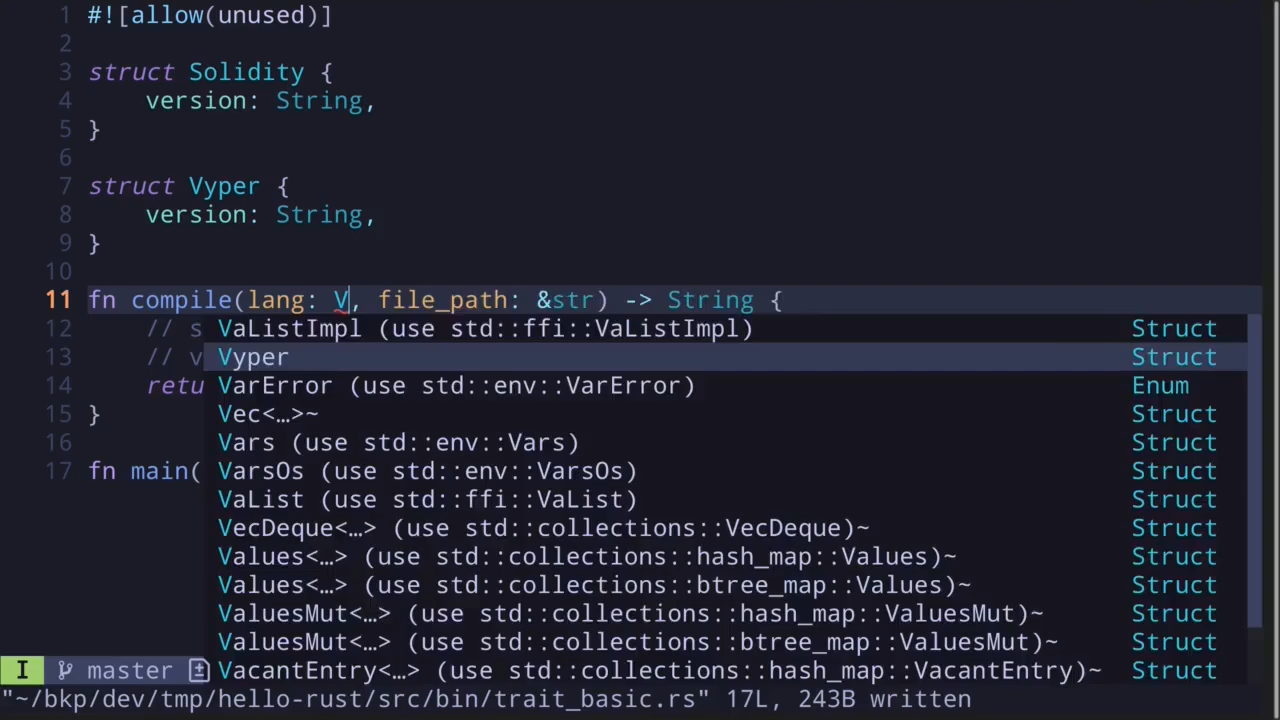 1 #![allow(unused)]
2
3 struct Solidity {
4     version: String,
5 }
6
7 struct Vyper {
8     version: String,
9 }
10
11 fn compile(lang: V, file_path: &str) -> String {
12     // s VaListImpl (use std::ffi::VaListImpl) Struct
13     // v Vyper Struct
14     retu VarError (use std::env::VarError) Enum
15 } Vec<…>~ Struct
16 Vars (use std::env::Vars) Struct
17 fn main( VarsOs (use std::env::VarsOs) Struct
VaList (use std::ffi::VaList) Struct
VecDeque<…> (use std::collections::VecDeque)~ Struct
Values<…> (use std::collections::hash_map::Values)~ Struct
Values<…> (use std::collections::btree_map::Values)~ Struct
ValuesMut<…> (use std::collections::hash_map::ValuesMut)~ Struct
ValuesMut<…> (use std::collections::btree_map::ValuesMut)~ Struct
I master VacantEntry<…> (use std::collections::hash_map::VacantEntry)~ Struct
"~/bkp/dev/tmp/hello-rust/src/bin/trait_basic.rs" 17L, 243B written